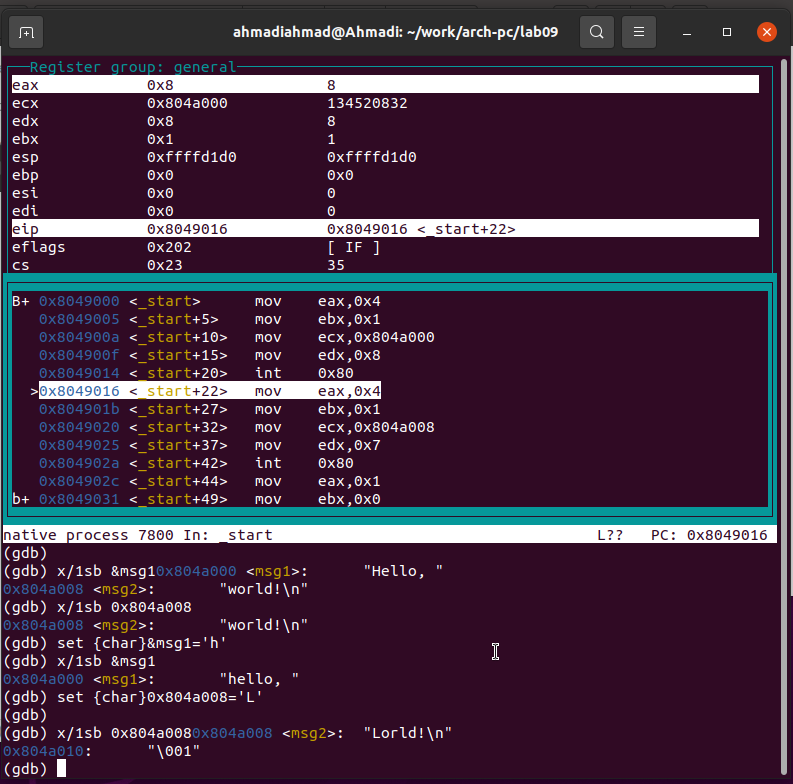 ahmadiahmad@Ahmadi: ~/work/arch-pc/lab09
Register group: general
eax 0x8 8
ecx 0x804a000 134520832
edx 0x8 8
ebx 0x1 1
esp 0xffffd1d0 0xffffd1d0
ebp 0x0 0x0
esi 0x0 0
edi 0x0 0
eip 0x8049016 0x8049016 <_start+22>
eflags 0x202 [ IF ]
cs 0x23 35
B+ 0x8049000 <_start> mov eax,0x4
0x8049005 <_start+5> mov ebx,0x1
0x804900a <_start+10> mov ecx,0x804a000
0x804900f <_start+15> mov edx,0x8
0x8049014 <_start+20> int 0x80
>0x8049016 <_start+22> mov eax,0x4
0x804901b <_start+27> mov ebx,0x1
0x8049020 <_start+32> mov ecx,0x804a008
0x8049025 <_start+37> mov edx,0x7
0x804902a <_start+42> int 0x80
0x804902c <_start+44> mov eax,0x1
b+ 0x8049031 <_start+49> mov ebx,0x0
native process 7800 In: _start L?? PC: 0x8049016
(gdb)
(gdb) x/1sb &msg10x804a000 <msg1>: "Hello, "
0x804a008 <msg2>: "world!\n"
(gdb) x/1sb 0x804a008
0x804a008 <msg2>: "world!\n"
(gdb) set {char}&msg1='h'
(gdb) x/1sb &msg1
0x804a000 <msg1>: "hello, "
(gdb) set {char}0x804a008='L'
(gdb)
(gdb) x/1sb 0x804a0080x804a008 <msg2>: "Lorld!\n"
0x804a010: "\001"
(gdb)